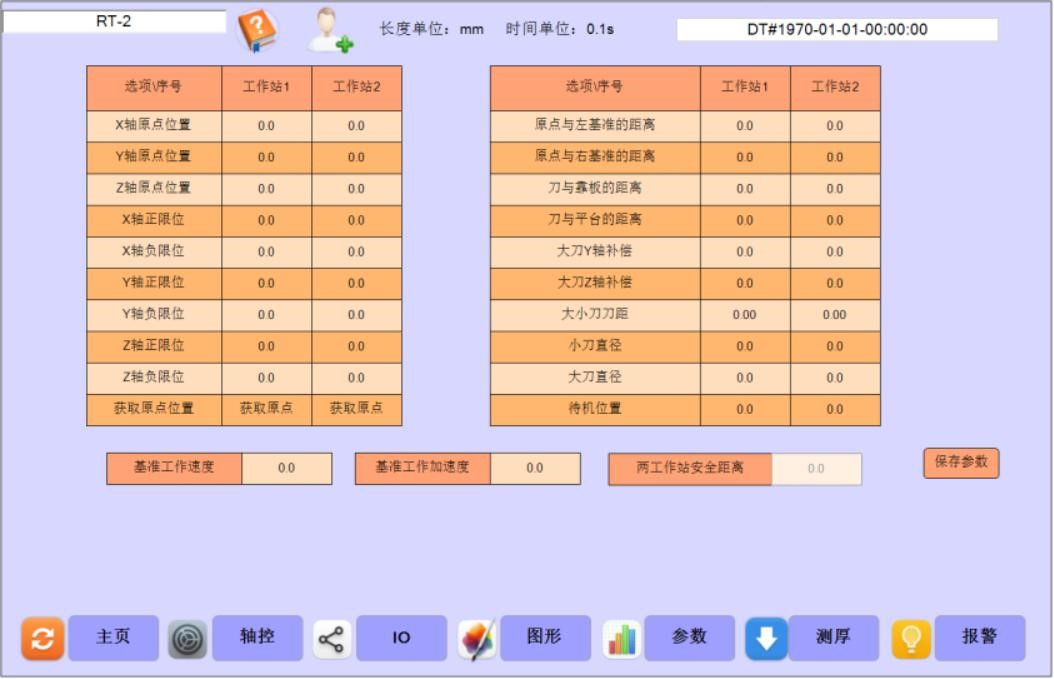 RT-2
长度单位：mm 时间单位：0.1s
DT#1970-01-01-00:00:00
选项\序号 工作站1 工作站2
X轴原点位置 0.0 0.0
Y轴原点位置 0.0 0.0
Z轴原点位置 0.0 0.0
X轴正限位 0.0 0.0
X轴负限位 0.0 0.0
Y轴正限位 0.0 0.0
Y轴负限位 0.0 0.0
Z轴正限位 0.0 0.0
Z轴负限位 0.0 0.0
获取原点位置 获取原点 获取原点
选项\序号 工作站1 工作站2
原点与左基准的距离 0.0 0.0
原点与右基准的距离 0.0 0.0
刀与靠板的距离 0.0 0.0
刀与平台的距离 0.0 0.0
大刀Y轴补偿 0.0 0.0
大刀Z轴补偿 0.0 0.0
大小刀刀距 0.00 0.00
小刀直径 0.0 0.0
大刀直径 0.0 0.0
待机位置 0.0 0.0
基准工作速度 0.0 基准工作加速度 0.0 两工作站安全距离 0.0 保存参数
主页 轴控 IO 图形 参数 测厚 报警